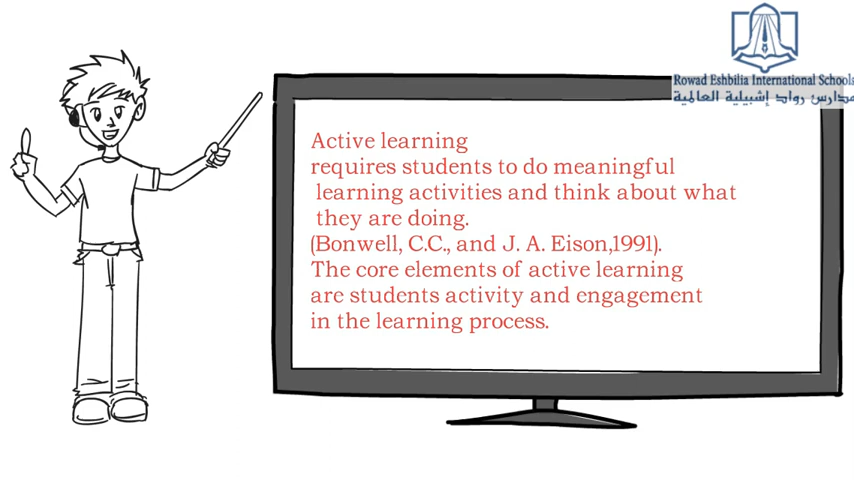 Rowad Eshbilia International Schools
مدارس رواد إشبيلية العالمية
Active learning
requires students to do meaningful
learning activities and think about what
they are doing.
(Bonwell, C.C., and J. A. Eison,1991).
The core elements of active learning
are students activity and engagement
in the learning process.